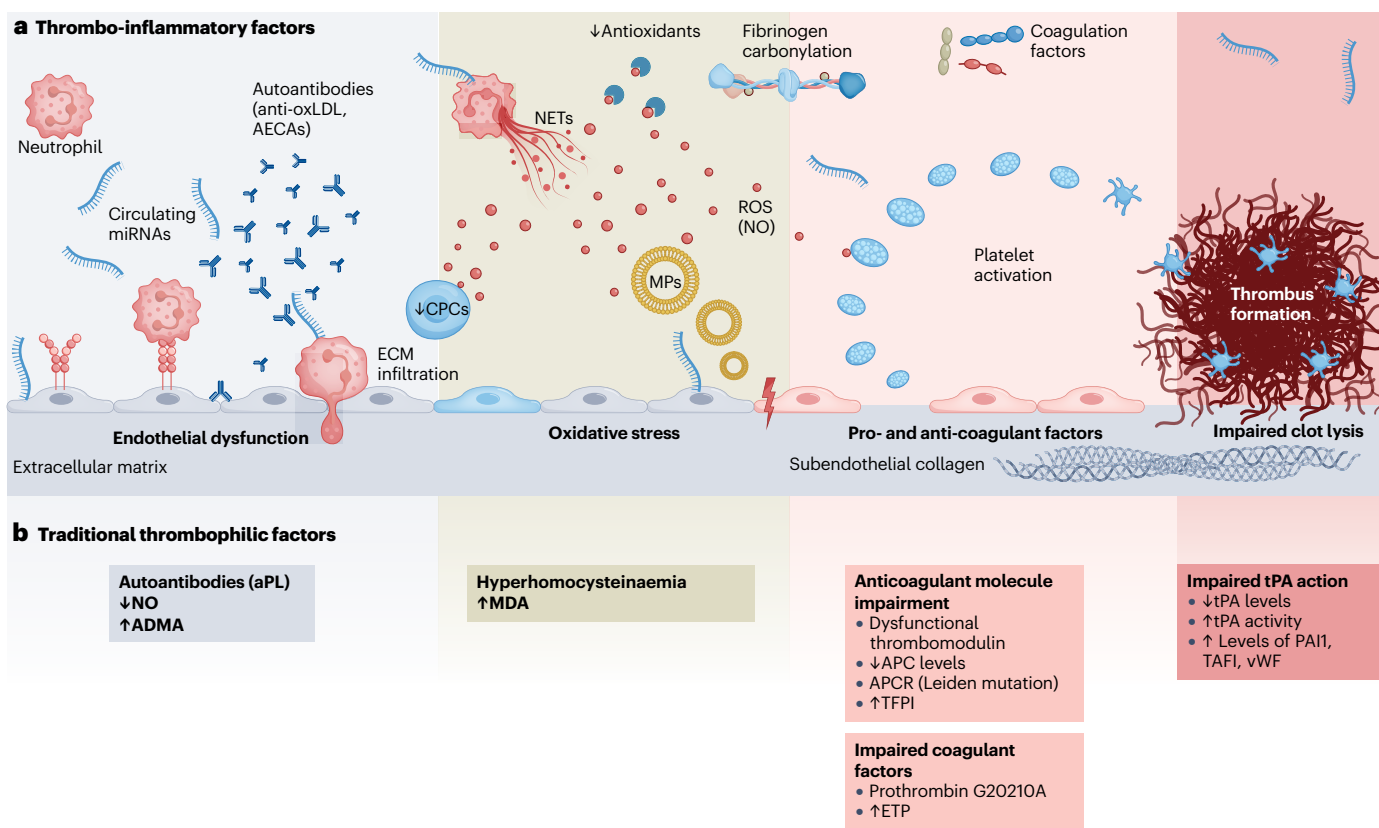 a Thrombo-inflammatory factors
Neutrophil
Autoantibodies
(anti-oxLDL,
AECAs)
Circulating
miRNAs
ECM
infiltration
↓CPCs
Endothelial dysfunction
Extracellular matrix
↓Antioxidants
NETs
ROS
(NO)
MPs
Oxidative stress
Fibrinogen
carbonylation
Coagulation
factors
Platelet
activation
Pro- and anti-coagulant factors
Subendothelial collagen
Thrombus
formation
Impaired clot lysis
b Traditional thrombophilic factors
Autoantibodies (aPL)
↓NO
↑ADMA
Hyperhomocysteinaemia
↑MDA
Anticoagulant molecule
impairment
• Dysfunctional
thrombomodulin
• ↓APC levels
• APCR (Leiden mutation)
• ↑TFPI
Impaired coagulant
factors
• Prothrombin G20210A
• ↑ETP
Impaired tPA action
• ↓tPA levels
• ↑tPA activity
• ↑ Levels of PAI1,
TAFI, vWF